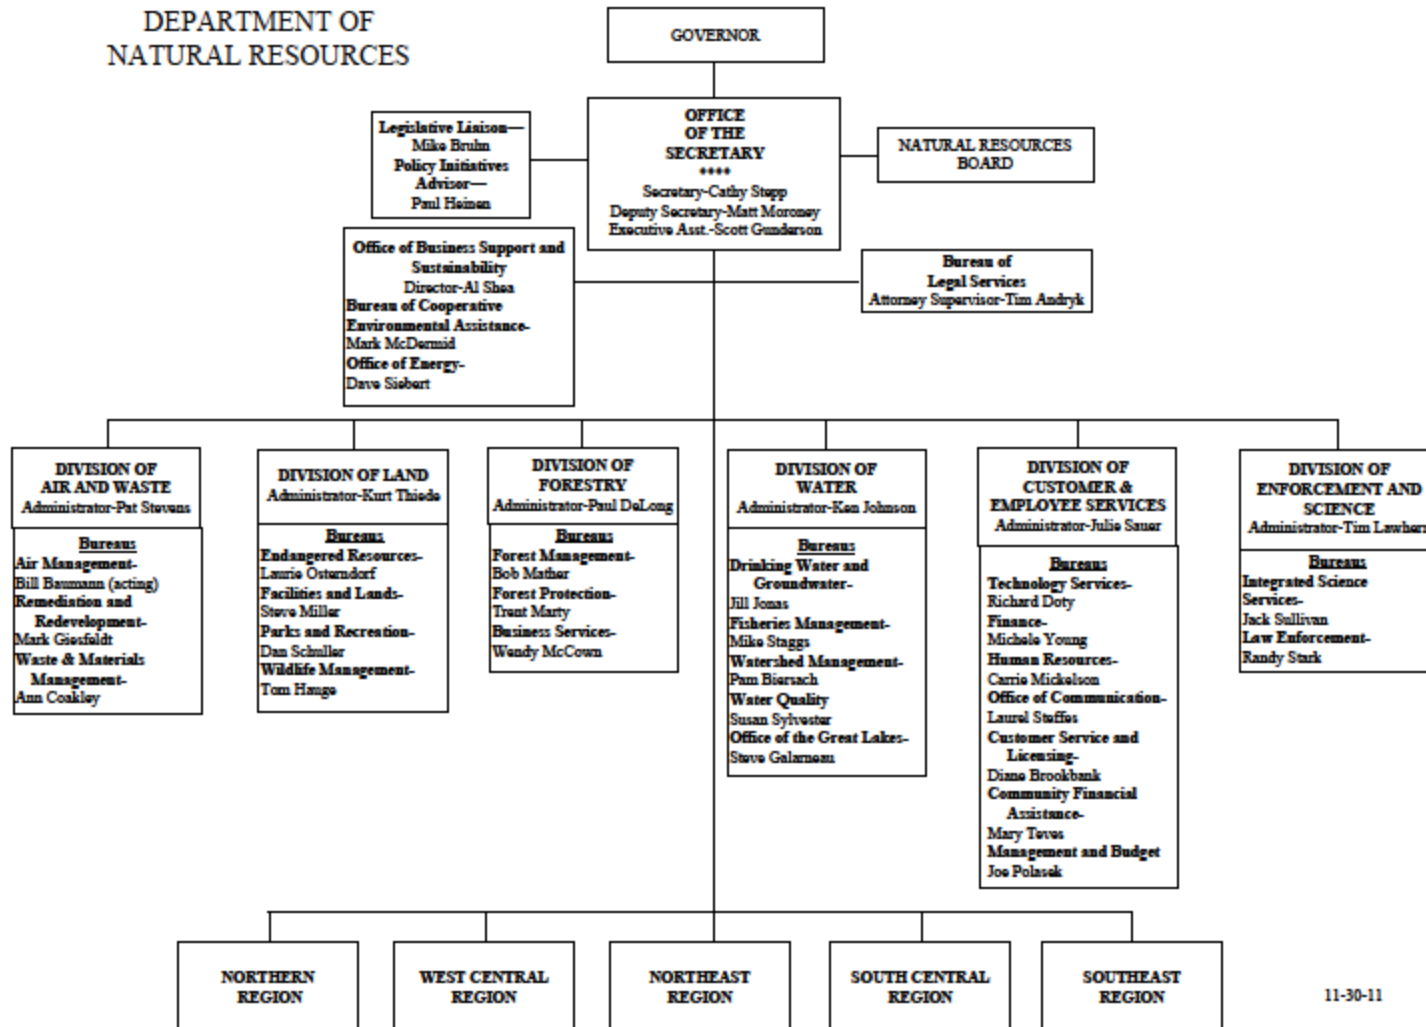 DEPARTMENT OF
NATURAL RESOURCES
GOVERNOR
Legislative Liaison—
Mike Bruhn
Policy Initiatives
Advisor—
Paul Heinen
OFFICE
OF THE
SECRETARY
****
Secretary-Cathy Stepp
Deputy Secretary-Matt Moroney
Executive Asst.-Scott Gunderson
NATURAL RESOURCES
BOARD
Office of Business Support and
Sustainability
Director-Al Shea
Bureau of Cooperative
Environmental Assistance-
Mark McDermid
Office of Energy-
Dave Siebert
Bureau of
Legal Services
Attorney Supervisor-Tim Andryk
DIVISION OF
AIR AND WASTE
Administrator-Pat Stevens
Bureaus
Air Management-
Bill Baumann (acting)
Remediation and
Redevelopment-
Mark Giesfeldt
Waste & Materials
Management-
Ann Coakley
DIVISION OF LAND
Administrator-Kurt Thiede
Bureaus
Endangered Resources-
Laurie Osterndorf
Facilities and Lands-
Steve Miller
Parks and Recreation-
Dan Schuller
Wildlife Management-
Tom Hauge
DIVISION OF
FORESTRY
Administrator-Paul DeLong
Bureaus
Forest Management-
Bob Mather
Forest Protection-
Trent Marty
Business Services-
Wendy McCown
DIVISION OF
WATER
Administrator-Ken Johnson
Bureaus
Drinking Water and
Groundwater-
Jill Jonas
Fisheries Management-
Mike Staggs
Watershed Management-
Pam Biersach
Water Quality
Susan Sylvester
Office of the Great Lakes-
Steve Galarneau
DIVISION OF
CUSTOMER &
EMPLOYEE SERVICES
Administrator-Julie Sauer
Bureaus
Technology Services-
Richard Doty
Finance-
Michele Young
Human Resources-
Carrie Mickelson
Office of Communication-
Laurel Steffes
Customer Service and
Licensing-
Diane Brookbank
Community Financial
Assistance-
Mary Teves
Management and Budget
Joe Polasek
DIVISION OF
ENFORCEMENT AND
SCIENCE
Administrator-Tim Lawhern
Bureaus
Integrated Science
Services-
Jack Sullivan
Law Enforcement-
Randy Stark
NORTHERN
REGION
WEST CENTRAL
REGION
NORTHEAST
REGION
SOUTH CENTRAL
REGION
SOUTHEAST
REGION
11-30-11